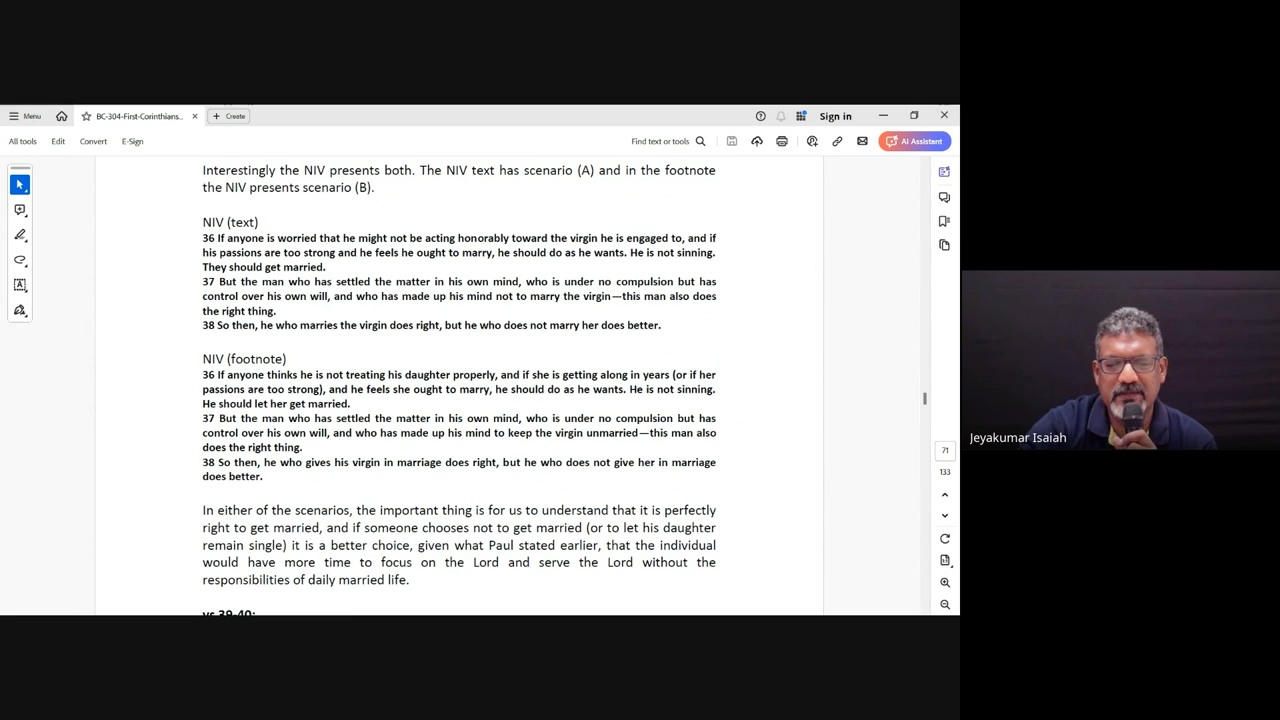 Menu
BC-304-First-Corinthians...
Create
Sign in
All tools
Edit
Convert
E-Sign
Find text or tools
AI Assistant
Interestingly the NIV presents both. The NIV text has scenario (A) and in the footnote
the NIV presents scenario (B).
NIV (text)
36 If anyone is worried that he might not be acting honorably toward the virgin he is engaged to, and if
his passions are too strong and he feels he ought to marry, he should do as he wants. He is not sinning.
They should get married.
37 But the man who has settled the matter in his own mind, who is under no compulsion but has
control over his own will, and who has made up his mind not to marry the virgin—this man also does
the right thing.
38 So then, he who marries the virgin does right, but he who does not marry her does better.
NIV (footnote)
36 If anyone thinks he is not treating his daughter properly, and if she is getting along in years (or if her
passions are too strong), and he feels she ought to marry, he should do as he wants. He is not sinning.
He should let her get married.
37 But the man who has settled the matter in his own mind, who is under no compulsion but has
control over his own will, and who has made up his mind to keep the virgin unmarried—this man also
does the right thing.
38 So then, he who gives his virgin in marriage does right, but he who does not give her in marriage
does better.
In either of the scenarios, the important thing is for us to understand that it is perfectly
right to get married, and if someone chooses not to get married (or to let his daughter
remain single) it is a better choice, given what Paul stated earlier, that the individual
would have more time to focus on the Lord and serve the Lord without the
responsibilities of daily married life.
vs 39-40:
71
133
Jeyakumar Isaiah